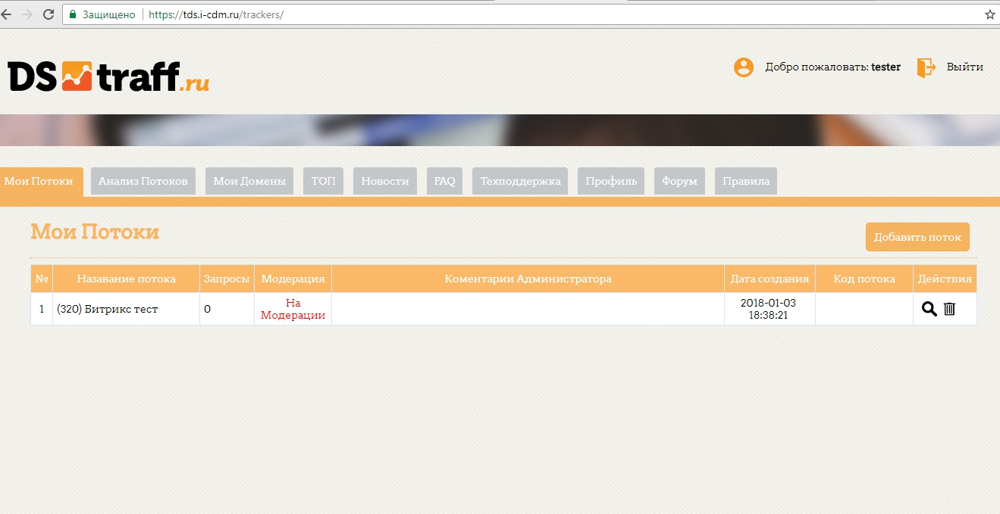 Защищено https://tds.i-cdm.ru/trackers/
DS traff.ru
Добро пожаловать: tester Выйти
Мои Потоки Анализ Потоков Мои Домены ТОП Новости FAQ Техподдержка Профиль Форум Правила
Мои Потоки
Добавить поток
№ Назавание потока Запросы Модерация Коментарии Администратора Дата создания Код потока Действия
1 (320) Битрикс тест 0 На 2018-01-03
Модерации 18:38:21